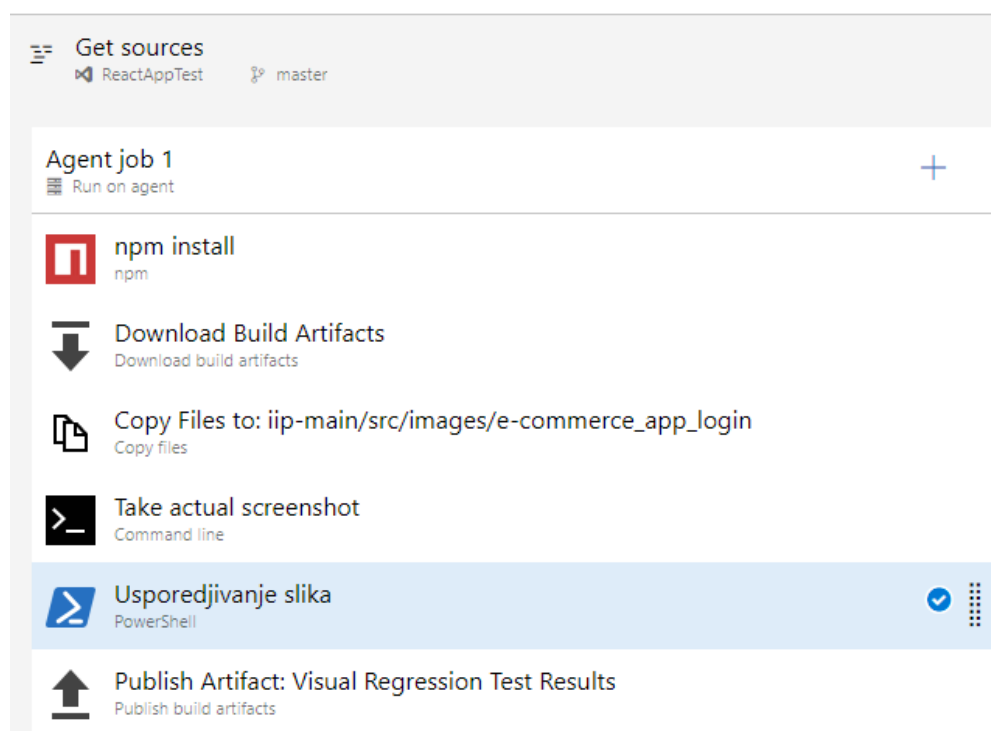 Get sources
ReactAppTest master
Agent job 1
Run on agent
npm install
npm
Download Build Artifacts
Download build artifacts
Copy Files to: iip-main/src/images/e-commerce_app_login
Copy files
Take actual screenshot
Command line
Usporedjivanje slika
PowerShell
Publish Artifact: Visual Regression Test Results
Publish build artifacts